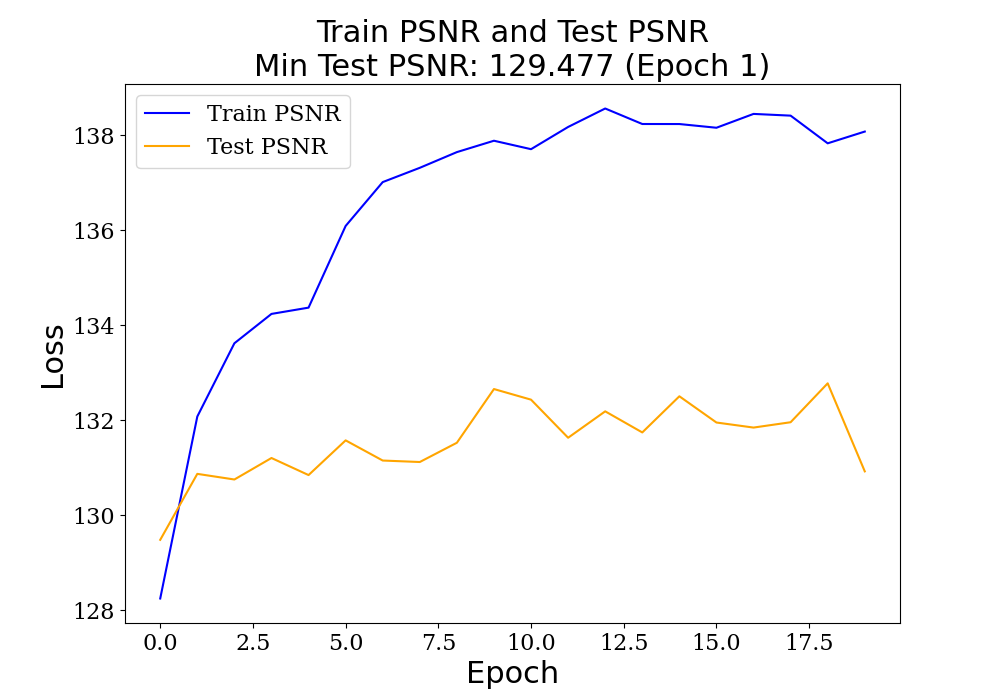 Train PSNR and Test PSNR
Min Test PSNR: 129.477 (Epoch 1)
Train PSNR
Test PSNR
138
136
134
132
130
128
Loss
0.0 2.5 5.0 7.5 10.0 12.5 15.0 17.5
Epoch